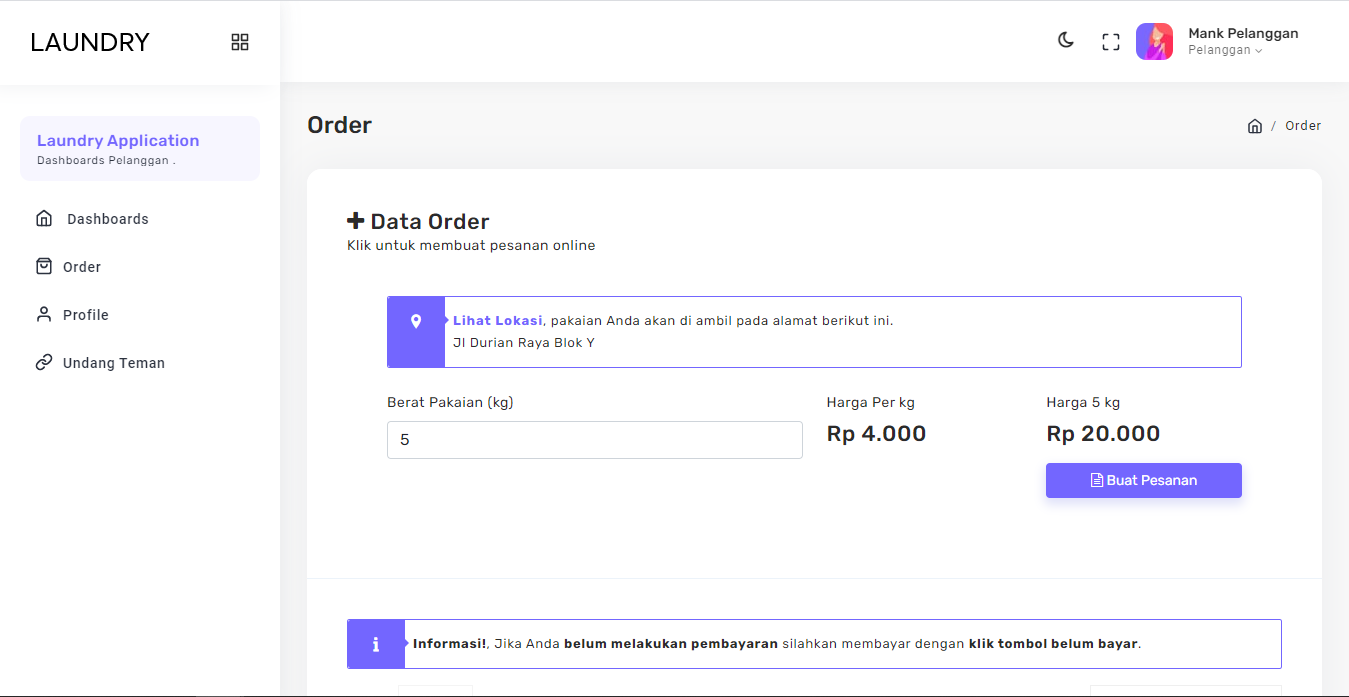 LAUNDRY
Mank Pelanggan
Pelanggan
Laundry Application
Dashboards Pelanggan .
Dashboards
Order
Profile
Undang Teman
Order
/ Order
Data Order
Klik untuk membuat pesanan online
Lihat Lokasi, pakaian Anda akan di ambil pada alamat berikut ini.
Jl Durian Raya Blok Y
Berat Pakaian (kg)
5
Harga Per kg
Rp 4.000
Harga 5 kg
Rp 20.000
Buat Pesanan
Informasi!, Jika Anda belum melakukan pembayaran silahkan membayar dengan klik tombol belum bayar.